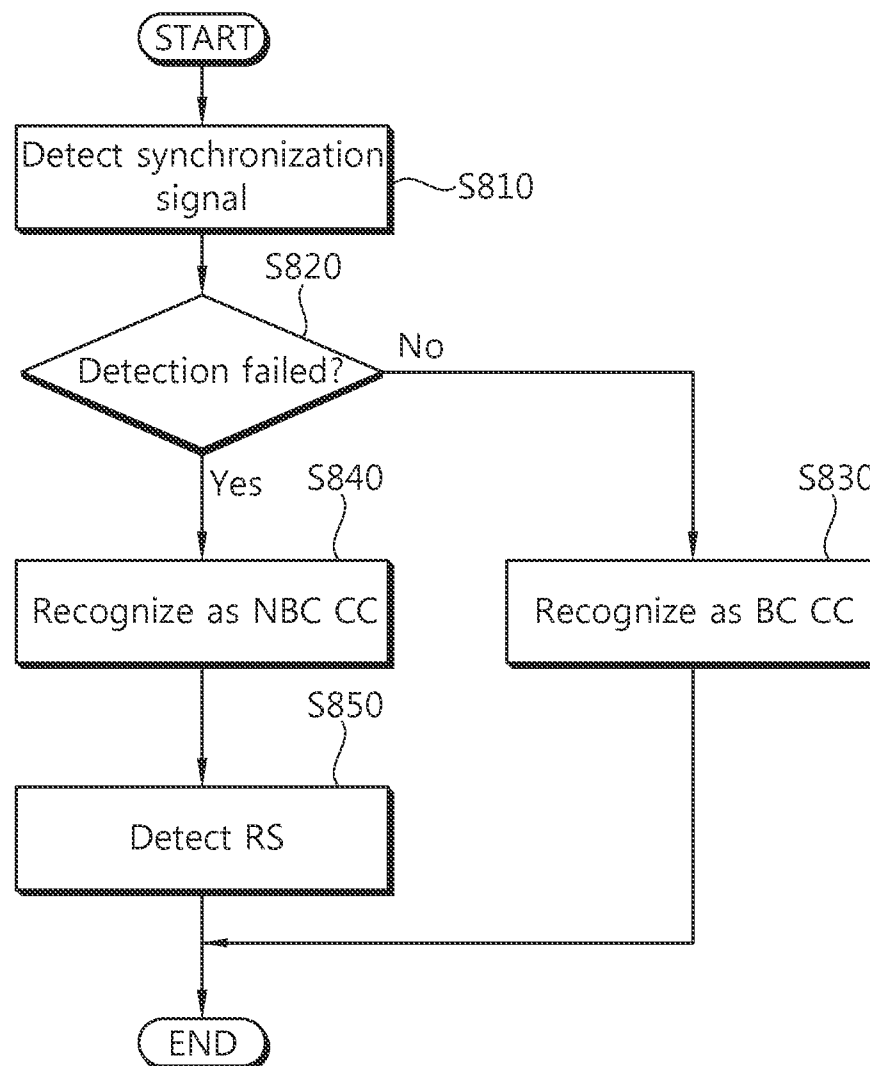 START
Detect synchronization
signal
S810
S820
Detection failed?
No
Yes
S840
S830
Recognize as NBC CC
Recognize as BC CC
S850
Detect RS
END